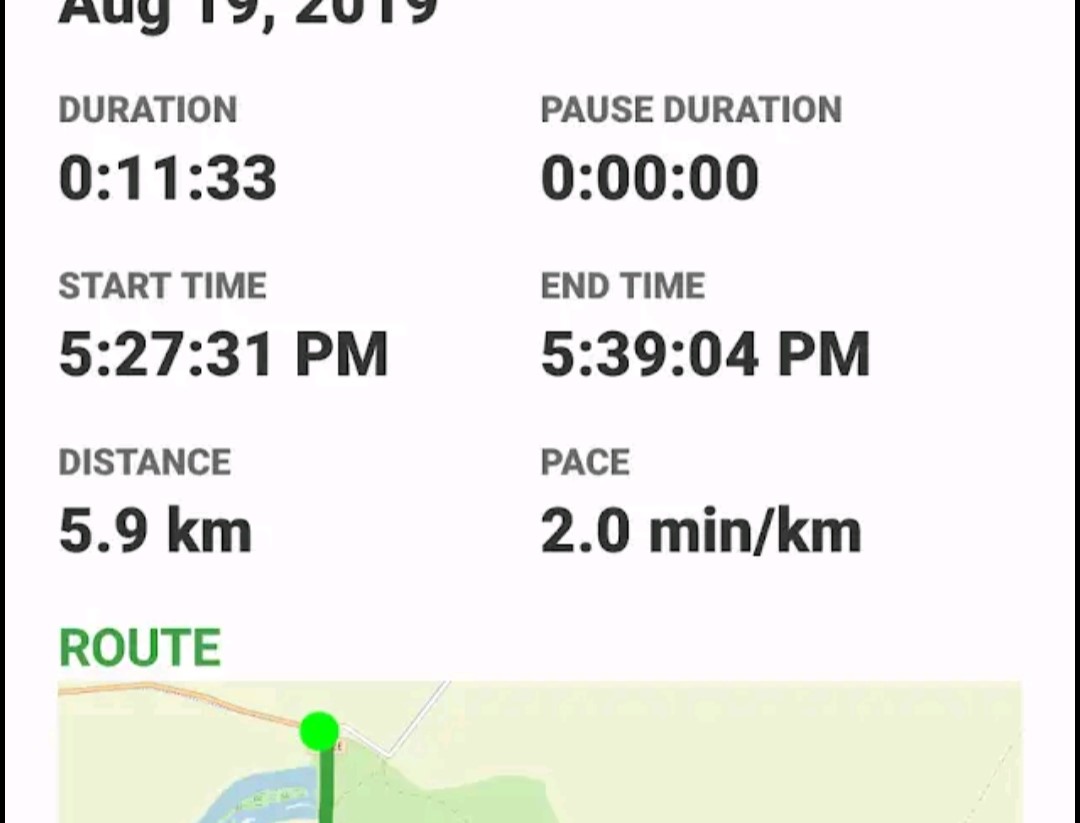 Aug 19, 2019
DURATION PAUSE DURATION
0:11:33 0:00:00
START TIME END TIME
5:27:31 PM 5:39:04 PM
DISTANCE PACE
5.9 km 2.0 min/km
ROUTE